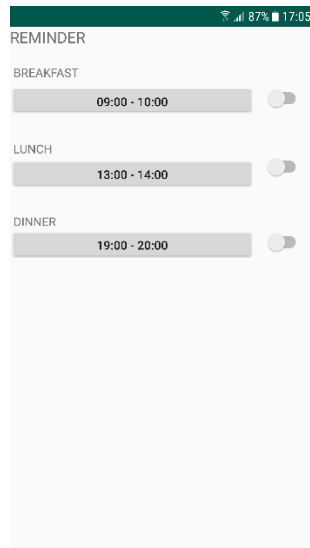 87% 17:05
REMINDER
BREAKFAST
09:00 - 10:00
LUNCH
13:00 - 14:00
DINNER
19:00 - 20:00